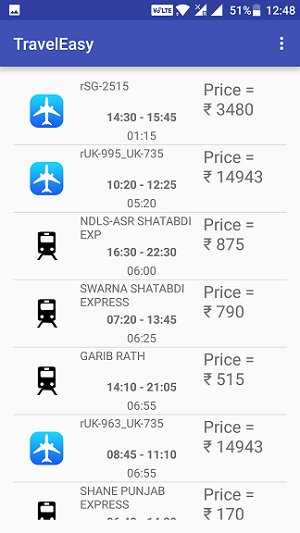 VoLTE 51% 12:48
TravelEasy
rSG-2515
14:30 - 15:45
01:15
Price =
₹ 3480
rUK-995_UK-735
10:20 - 12:25
05:20
Price =
₹ 14943
NDLS-ASR SHATABDI
EXP
16:30 - 22:30
06:00
Price =
₹ 875
SWARNA SHATABDI
EXPRESS
07:20 - 13:45
06:25
Price =
₹ 790
GARIB RATH
14:10 - 21:05
06:55
Price =
₹ 515
rUK-963_UK-735
08:45 - 11:10
06:55
Price =
₹ 14943
SHANE PUNJAB
EXPRESS
Price =
₹ 170